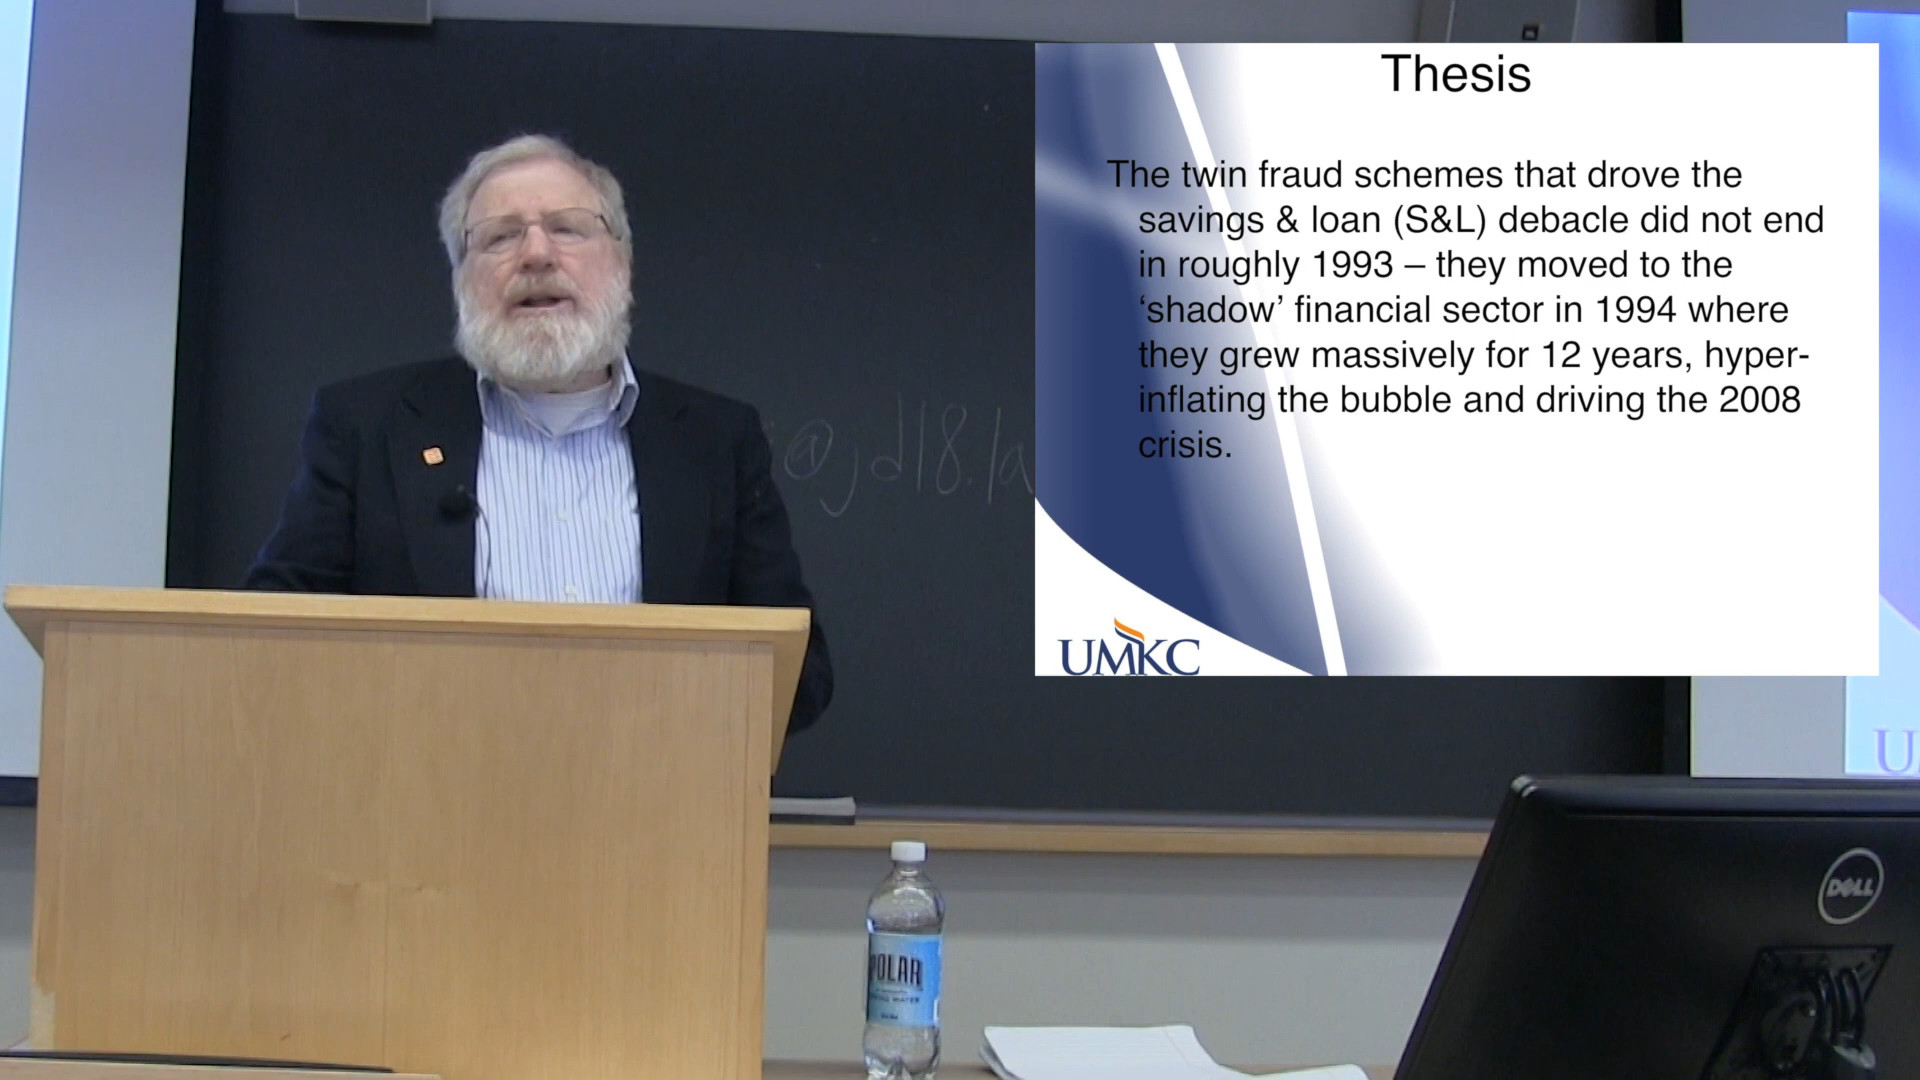 Thesis
The twin fraud schemes that drove the
savings & loan (S&L) debacle did not end
in roughly 1993 – they moved to the
‘shadow’ financial sector in 1994 where
they grew massively for 12 years, hyper-
inflating the bubble and driving the 2008
crisis.
UMKC
@jd18.la
U
POLAR
DELL